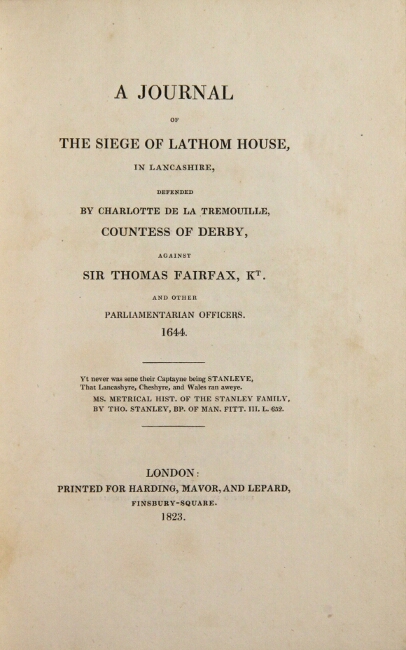 A JOURNAL
OF
THE SIEGE OF LATHOM HOUSE,
IN LANCASHIRE,
DEFENDED
BY CHARLOTTE DE LA TREMOUILLE,
COUNTESS OF DERBY,
AGAINST
SIR THOMAS FAIRFAX, KT.
AND OTHER
PARLIAMENTARIAN OFFICERS.
1644.
Yt never was sene their Captayne being STANLEYE,
That Lancashyre, Cheshyre, and Wales ran aweye.
MS. METRICAL HIST. OF THE STANLEY FAMILY,
BY THO. STANLEY, BP. OF MAN. PITT. III. L. 652.
LONDON:
PRINTED FOR HARDING, MAVOR, AND LEPARD,
FINSBURY-SQUARE.
1823.